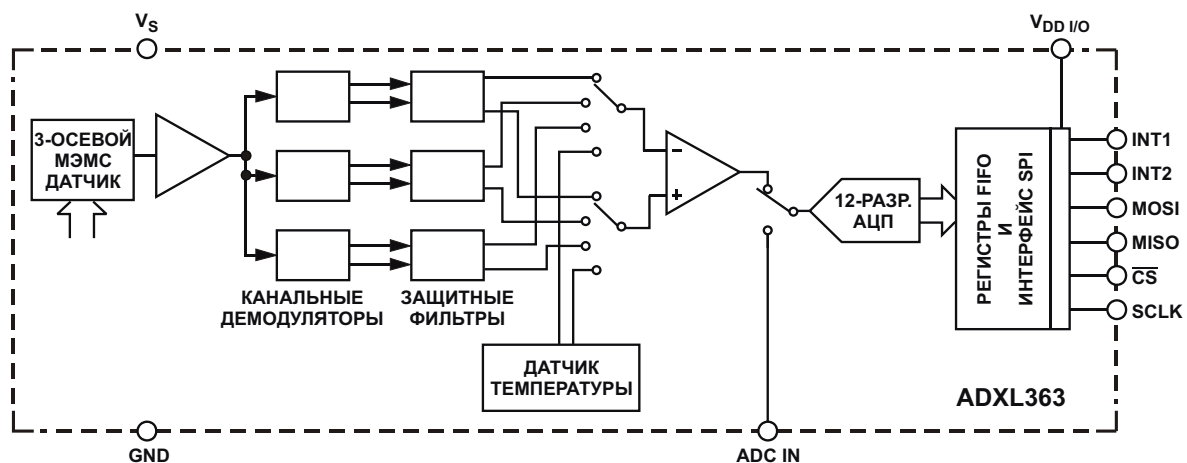 VS
VDD I/O
3-ОСЕВОЙ
МЭМС
ДАТЧИК
КАНАЛЬНЫЕ
ДЕМОДУЛЯТОРЫ
ЗАЩИТНЫЕ
ФИЛЬТРЫ
ДАТЧИК
ТЕМПЕРАТУРЫ
−
+
12-РАЗР.
АЦП
РЕГИСТРЫ FIFO
И
ИНТЕРФЕЙС SPI
INT1
INT2
MOSI
MISO
CS
SCLK
ADXL363
GND
ADC IN